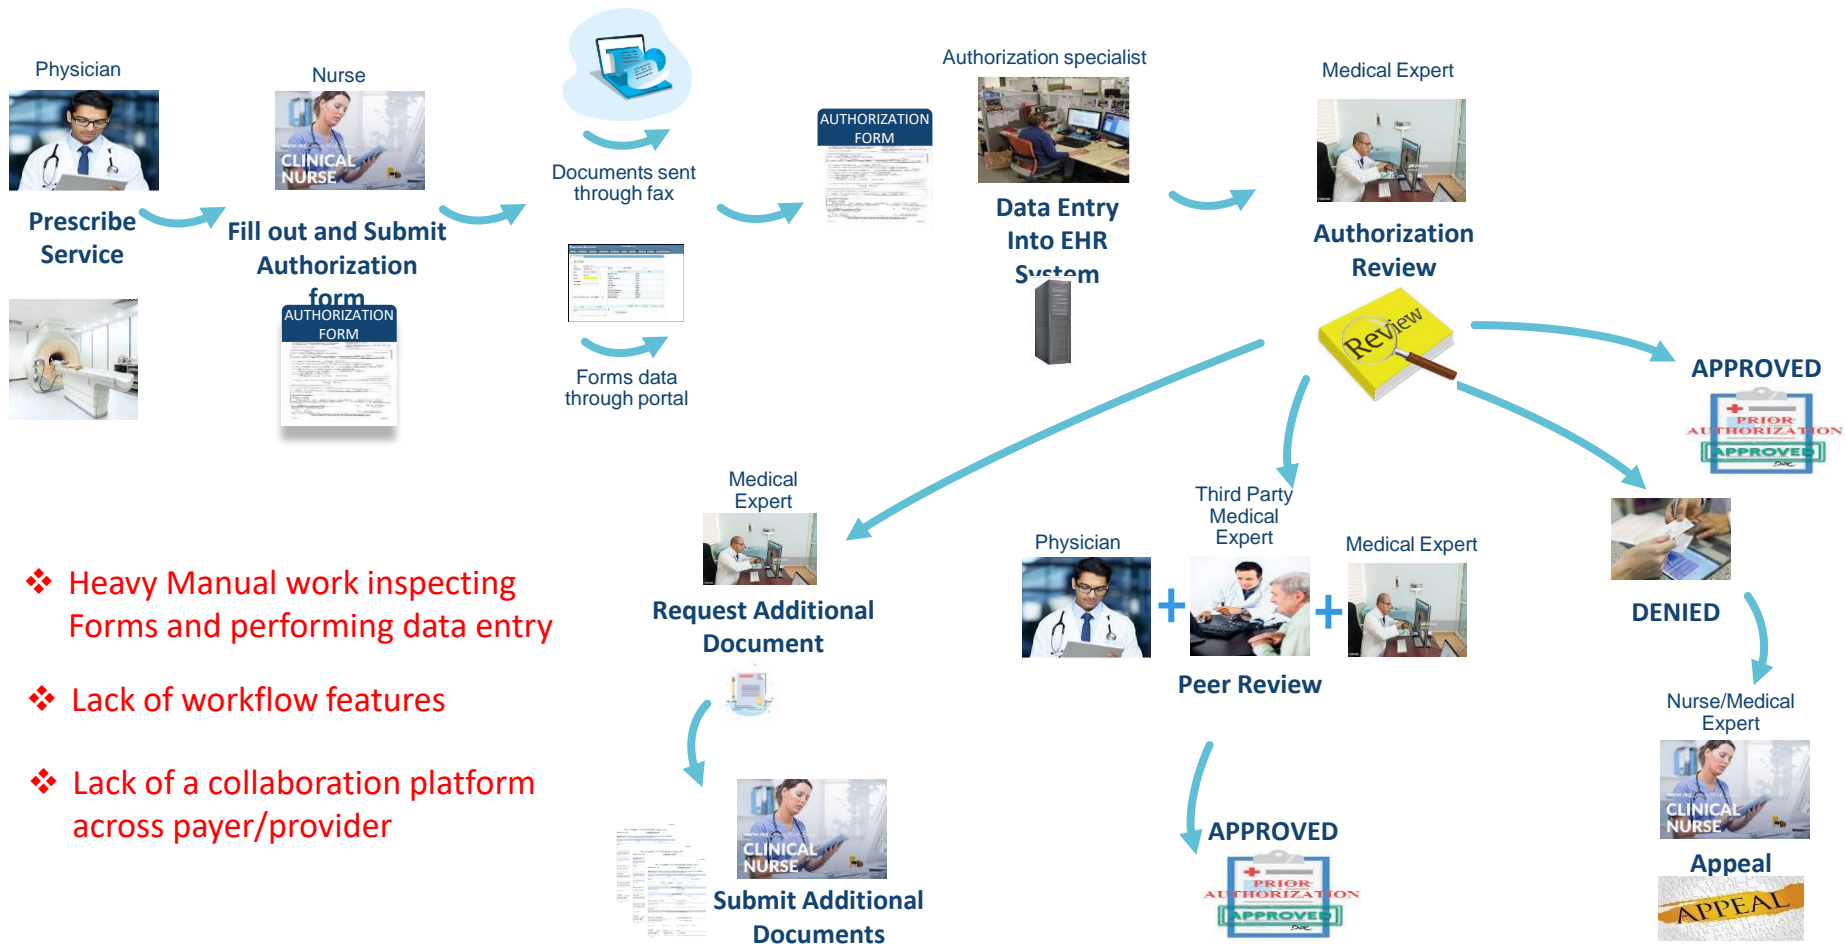 Physician
Prescribe
Service
Nurse
CLINICAL
NURSE
Fill out and Submit
Authorization
form
AUTHORIZATION
FORM
Documents sent
through fax
Forms data
through portal
AUTHORIZATION
FORM
Authorization specialist
Data Entry
Into EHR
System
Medical Expert
Authorization
Review
Review
APPROVED
PRIOR
AUTHORIZATION
APPROVED
Medical
Expert
Request Additional
Document
CLINICAL
NURSE
Submit Additional
Documents
Physician
+
Third Party
Medical
Expert
+
Medical Expert
Peer Review
APPROVED
PRIOR
AUTHORIZATION
APPROVED
DENIED
Nurse/Medical
Expert
CLINICAL
NURSE
Appeal
APPEAL
❖ Heavy Manual work inspecting
Forms and performing data entry
❖ Lack of workflow features
❖ Lack of a collaboration platform
across payer/provider